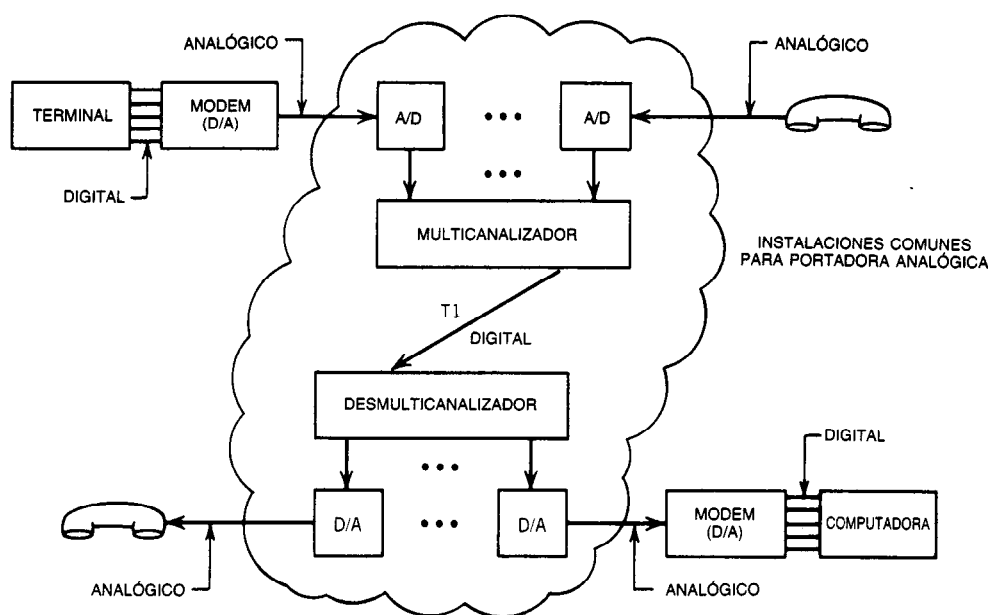 ANALÓGICO
ANALÓGICO
TERMINAL
MODEM
(D/A)
A/D
A/D
DIGITAL
MULTICANALIZADOR
INSTALACIONES COMUNES
PARA PORTADORA ANALÓGICA
T1
DIGITAL
DESMULTICANALIZADOR
DIGITAL
D/A
D/A
MODEM
(D/A)
COMPUTADORA
ANALÓGICO
ANALÓGICO